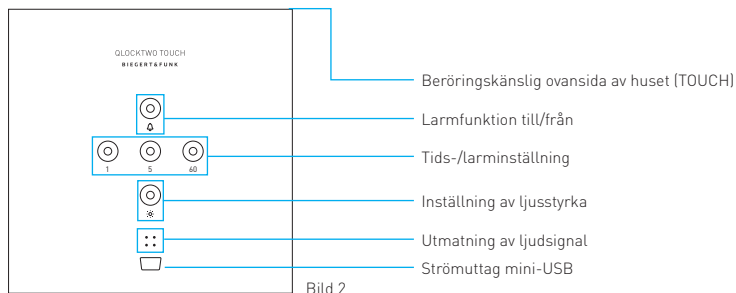 QLOCKTWO TOUCH
BIEGERT&FUNK
Beröringskänslig ovansida av huset (TOUCH)
Larmfunktion till/från
1 5 60
Tids-/larminställning
Inställning av ljusstyrka
Utmatning av ljudsignal
Strömuttag mini-USB
Bild 2